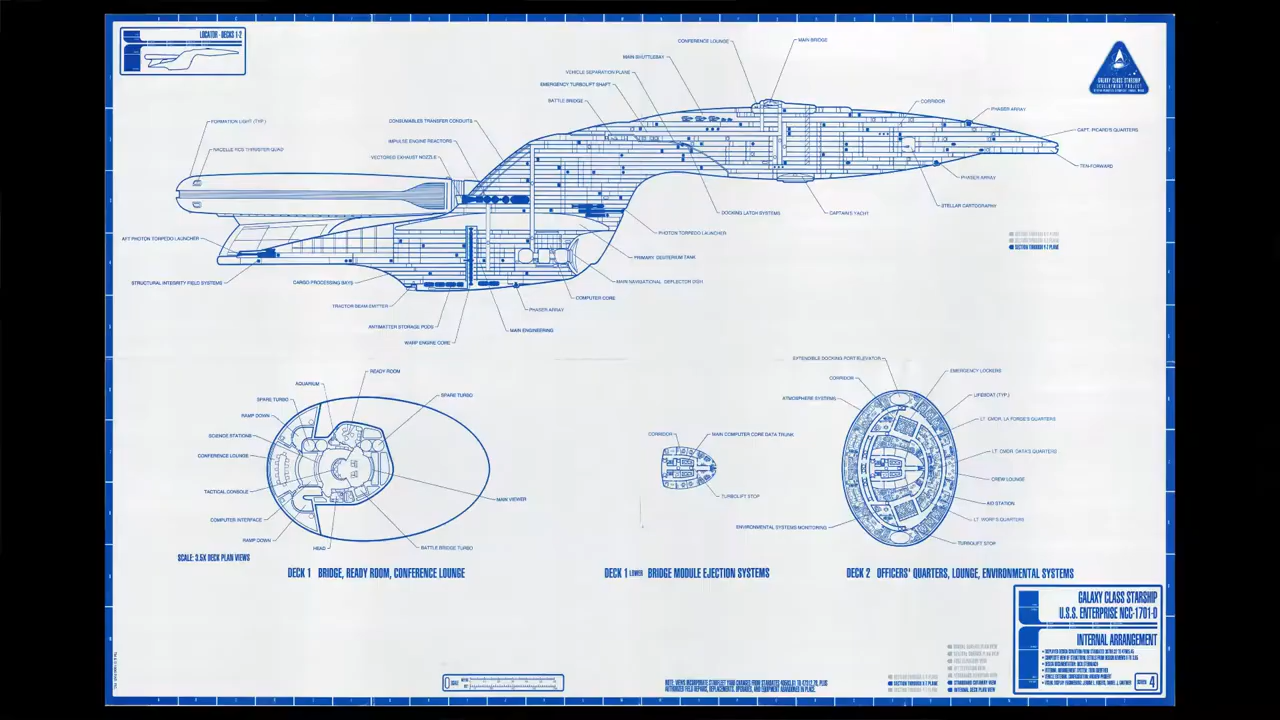 LOCATOR - DECKS 1-2
CONFERENCE LOUNGE
MAIN BRIDGE
MAIN SHUTTLEBAY
VEHICLE SEPARATION PLANE
EMERGENCY TURBOLIFT SHAFT
BATTLE BRIDGE
GALAXY CLASS STARSHIP
DEVELOPMENT PROJECT
CORRIDOR
PHASER ARRAY
FORMATION LIGHT (TYP.)
CONSUMABLES TRANSFER CONDUITS
CAPT. PICARD'S QUARTERS
IMPULSE ENGINE REACTORS
NACELLE RCS THRUSTER QUAD
VECTORED EXHAUST NOZZLE
TEN-FORWARD
PHASER ARRAY
STELLAR CARTOGRAPHY
DOCKING LATCH SYSTEMS
CAPTAIN'S YACHT
PHOTON TORPEDO LAUNCHER
AFT PHOTON TORPEDO LAUNCHER
PRIMARY DEUTERIUM TANK
STRUCTURAL INTEGRITY FIELD SYSTEMS
CARGO PROCESSING BAYS
MAIN NAVIGATIONAL DEFLECTOR DISH
COMPUTER CORE
TRACTOR BEAM EMITTER
PHASER ARRAY
ANTIMATTER STORAGE PODS
MAIN ENGINEERING
WARP ENGINE CORE
READY ROOM
AQUARIUM
SPARE TURBO
SPARE TURBO
RAMP DOWN
SCIENCE STATIONS
CONFERENCE LOUNGE
TACTICAL CONSOLE
MAIN VIEWER
COMPUTER INTERFACE
RAMP DOWN
HEAD
BATTLE BRIDGE TURBO
SCALE: 3.5X DECK PLAN VIEWS
DECK 1 BRIDGE, READY ROOM, CONFERENCE LOUNGE
CORRIDOR
MAIN COMPUTER CORE DATA TRUNK
TURBOLIFT STOP
DECK 1 LOWER BRIDGE MODULE EJECTION SYSTEMS
EXTENDIBLE DOCKING PORT ELEVATOR
EMERGENCY LOCKERS
CORRIDOR
LIFEBOAT (TYP.)
ATMOSPHERE SYSTEMS
LT. CMDR. LA FORGE'S QUARTERS
LT. CMDR. DATA'S QUARTERS
CREW LOUNGE
AID STATION
LT. WORF'S QUARTERS
ENVIRONMENTAL SYSTEMS MONITORING
TURBOLIFT STOP
DECK 2 OFFICERS' QUARTERS, LOUNGE, ENVIRONMENTAL SYSTEMS
GALAXY CLASS STARSHIP
U.S.S. ENTERPRISE NCC-1701-D
INTERNAL ARRANGEMENT
4
SCALE